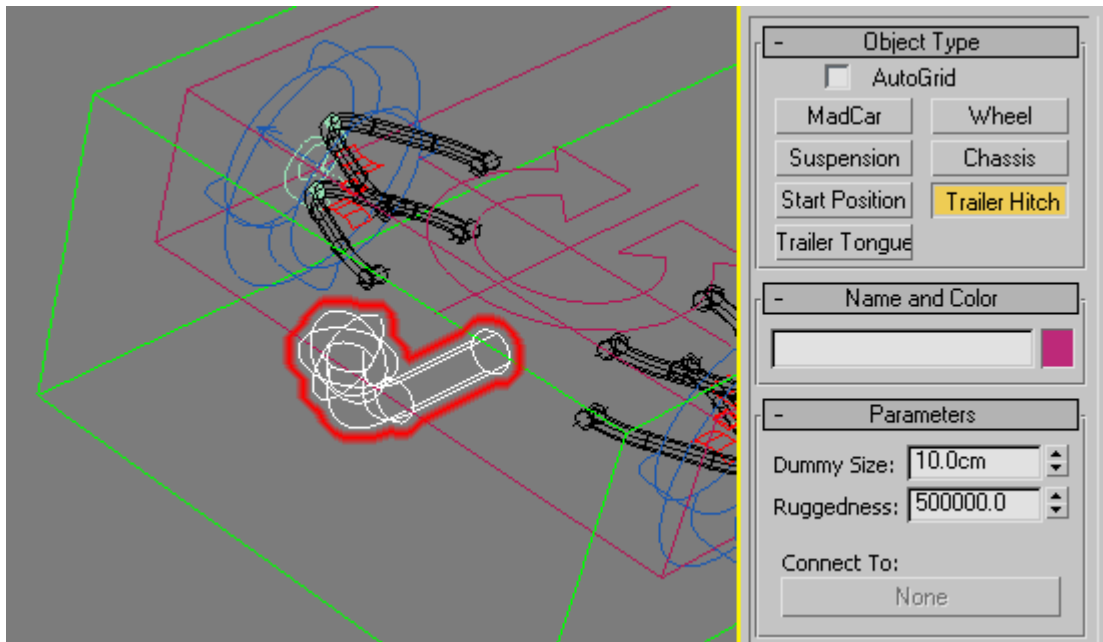 - Object Type
AutoGrid
MadCar Wheel
Suspension Chassis
Start Position Trailer Hitch
Trailer Tongue
- Name and Color
- Parameters
Dummy Size: 10.0cm
Ruggedness: 500000.0
Connect To:
None